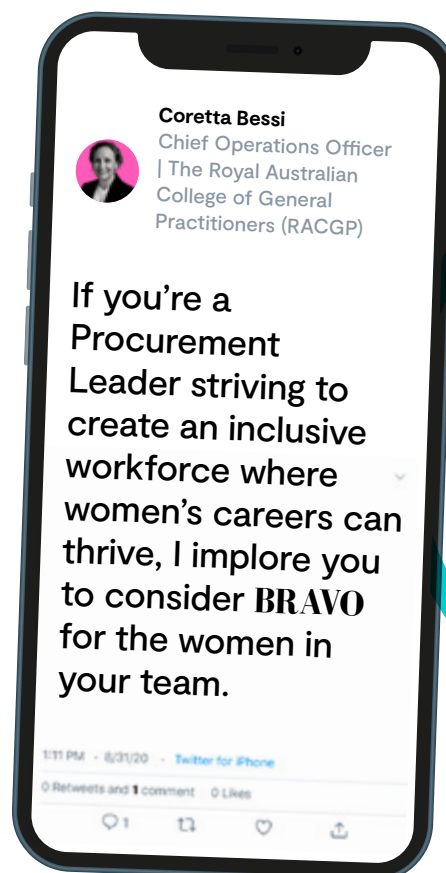 Coretta Bessi
Chief Operations Officer
| The Royal Australian
College of General
Practitioners (RACGP)
If you're a
Procurement
Leader striving to
create an inclusive
workforce where
women's careers can
thrive, I implore you
to consider BRAVO
for the women in
your team.
1:11 PM · 8/31/20 · Twitter for iPhone
0 Retweets and 1 comment 0 Likes
1